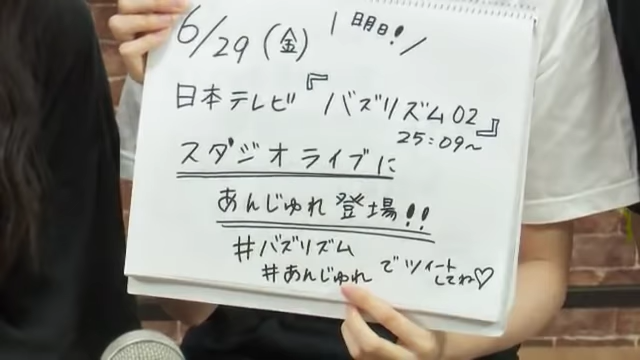 6/29(金) \明日!/
日本テレビ『バズリズム02』
25:09~
スタジオライブに
あんじゅれ登場!!
#バズリズム
#あんじゅれ でツイートしてね♡